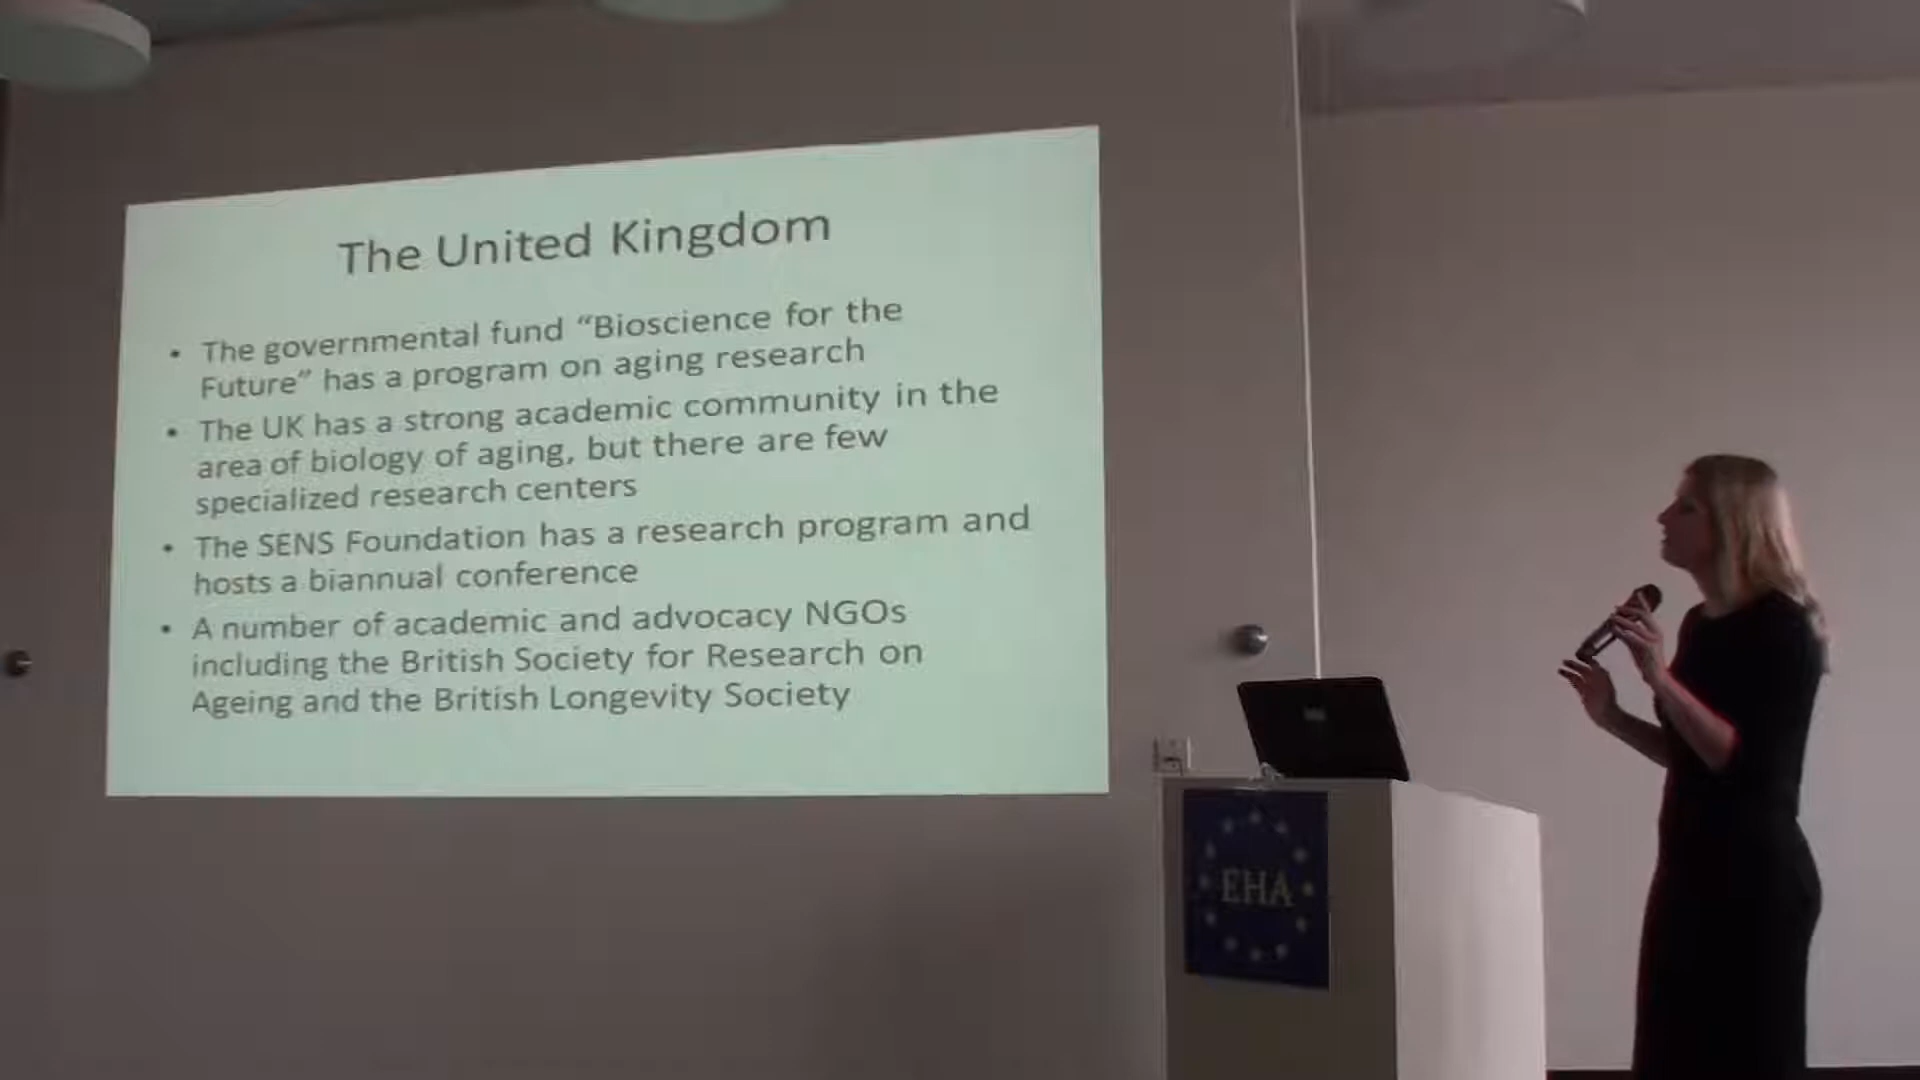 The United Kingdom
• The governmental fund “Bioscience for the
Future” has a program on aging research
• The UK has a strong academic community in the
area of biology of aging, but there are few
specialized research centers
• The SENS Foundation has a research program and
hosts a biannual conference
• A number of academic and advocacy NGOs
including the British Society for Research on
Ageing and the British Longevity Society
EHA